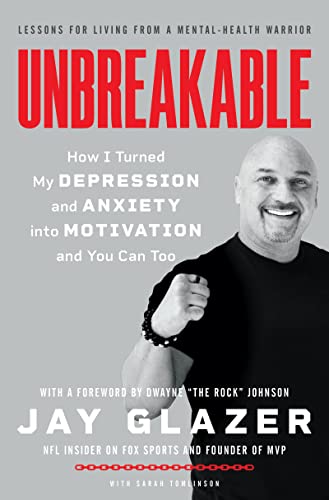 LESSONS FOR LIVING FROM A MENTAL-HEALTH WARRIOR
UNBREAKABLE
How I Turned
My DEPRESSION
and ANXIETY
into MOTIVATION
and You Can Too
WITH A FOREWORD BY DWAYNE "THE ROCK" JOHNSON
JAY GLAZER
NFL INSIDER ON FOX SPORTS AND FOUNDER OF MVP
WITH SARAH TOMLINSON